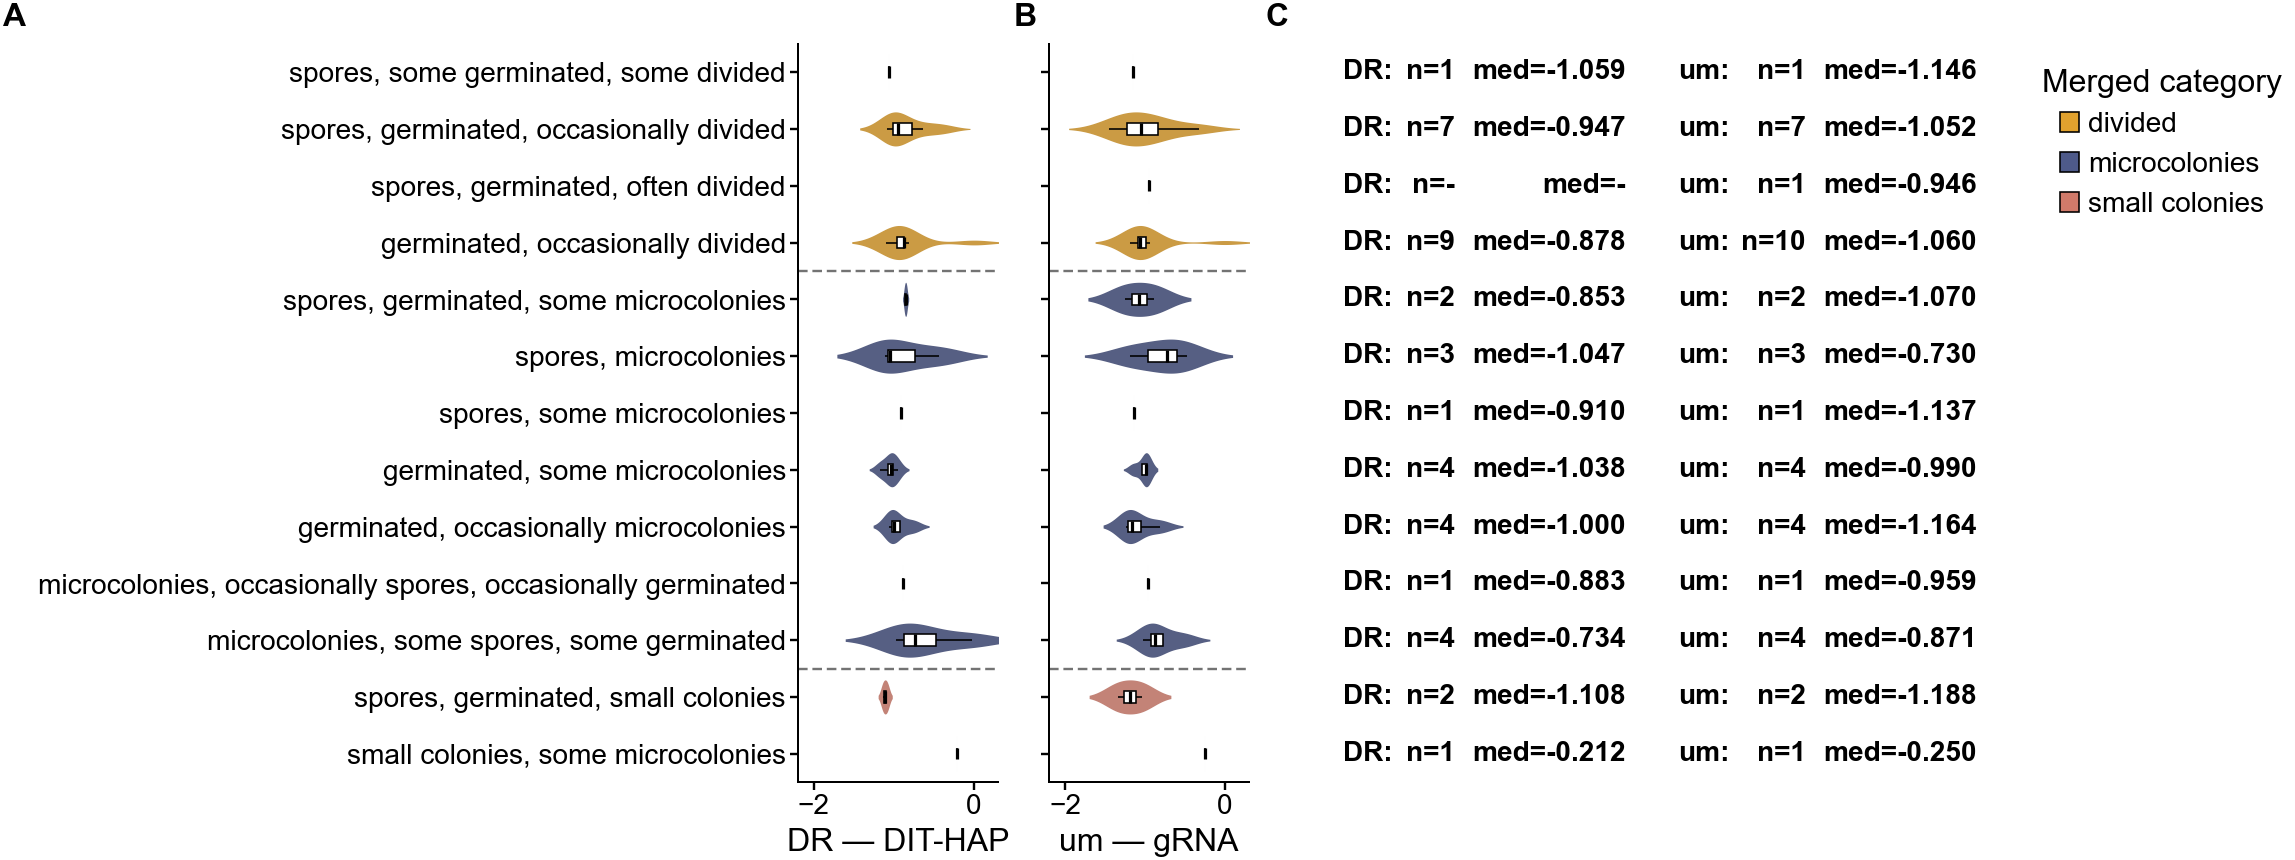 A B C
spores, some germinated, some divided DR: n=1 med=-1.059 um: n=1 med=-1.146
spores, germinated, occasionally divided DR: n=7 med=-0.947 um: n=7 med=-1.052
spores, germinated, often divided DR: n=- med=- um: n=1 med=-0.946
germinated, occasionally divided DR: n=9 med=-0.878 um: n=10 med=-1.060
spores, germinated, some microcolonies DR: n=2 med=-0.853 um: n=2 med=-1.070
spores, microcolonies DR: n=3 med=-1.047 um: n=3 med=-0.730
spores, some microcolonies DR: n=1 med=-0.910 um: n=1 med=-1.137
germinated, some microcolonies DR: n=4 med=-1.038 um: n=4 med=-0.990
germinated, occasionally microcolonies DR: n=4 med=-1.000 um: n=4 med=-1.164
microcolonies, occasionally spores, occasionally germinated DR: n=1 med=-0.883 um: n=1 med=-0.959
microcolonies, some spores, some germinated DR: n=4 med=-0.734 um: n=4 med=-0.871
spores, germinated, small colonies DR: n=2 med=-1.108 um: n=2 med=-1.188
small colonies, some microcolonies DR: n=1 med=-0.212 um: n=1 med=-0.250
−2 0 −2 0
DR — DIT-HAP um — gRNA
Merged category
divided
microcolonies
small colonies